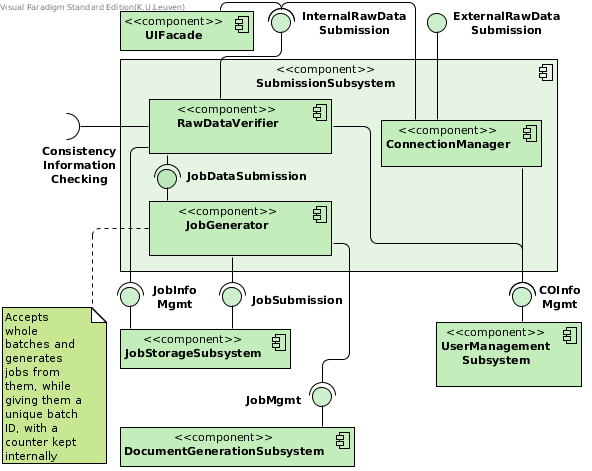 Visual Paradigm Standard Edition(K.U.Leuven)
<<component>>
UIFacade
InternalRawData
Submission
ExternalRawData
Submission
<<component>>
SubmissionSubsystem
<<component>>
RawDataVerifier
<<component>>
ConnectionManager
Consistency
Information
Checking
JobDataSubmission
<<component>>
JobGenerator
JobInfo
Mgmt
JobSubmission
COInfo
Mgmt
Accepts
whole
batches and
generates
jobs from
them, while
giving them a
unique batch
ID, with a
counter kept
internally
<<component>>
JobStorageSubsystem
<<component>>
UserManagement
Subsystem
JobMgmt
<<component>>
DocumentGenerationSubsystem